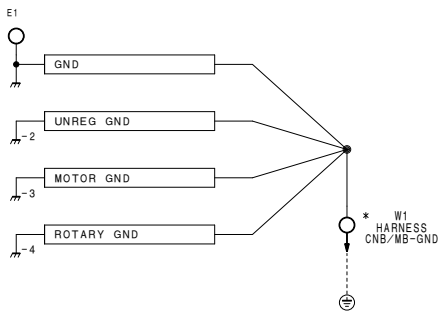 E1
GND
UNREG GND
-2
MOTOR GND
-3
ROTARY GND
-4
* W1
HARNESS
CNB/MB-GND